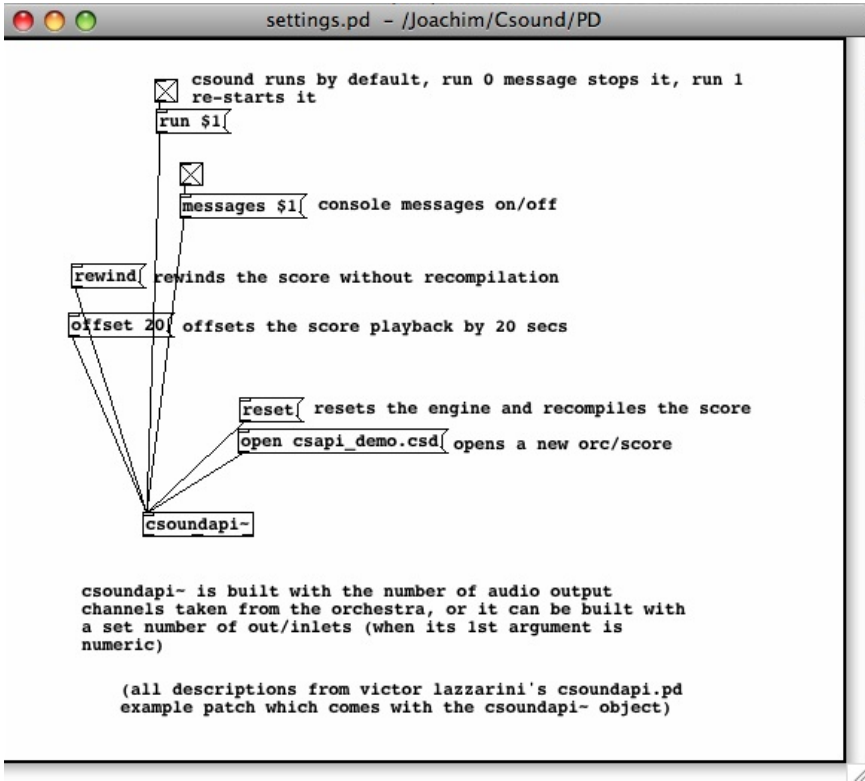 settings.pd - /Joachim/Csound/PD
csound runs by default, run 0 message stops it, run 1
re-starts it
run $1
messages $1
console messages on/off
rewind
rewinds the score without recompilation
offset 20
offsets the score playback by 20 secs
reset
resets the engine and recompiles the score
open csapi_demo.csd
opens a new orc/score
csoundapi~
csoundapi~ is built with the number of audio output
channels taken from the orchestra, or it can be built with
a set number of out/inlets (when its 1st argument is
numeric)
(all descriptions from victor lazzarini's csoundapi.pd
example patch which comes with the csoundapi~ object)